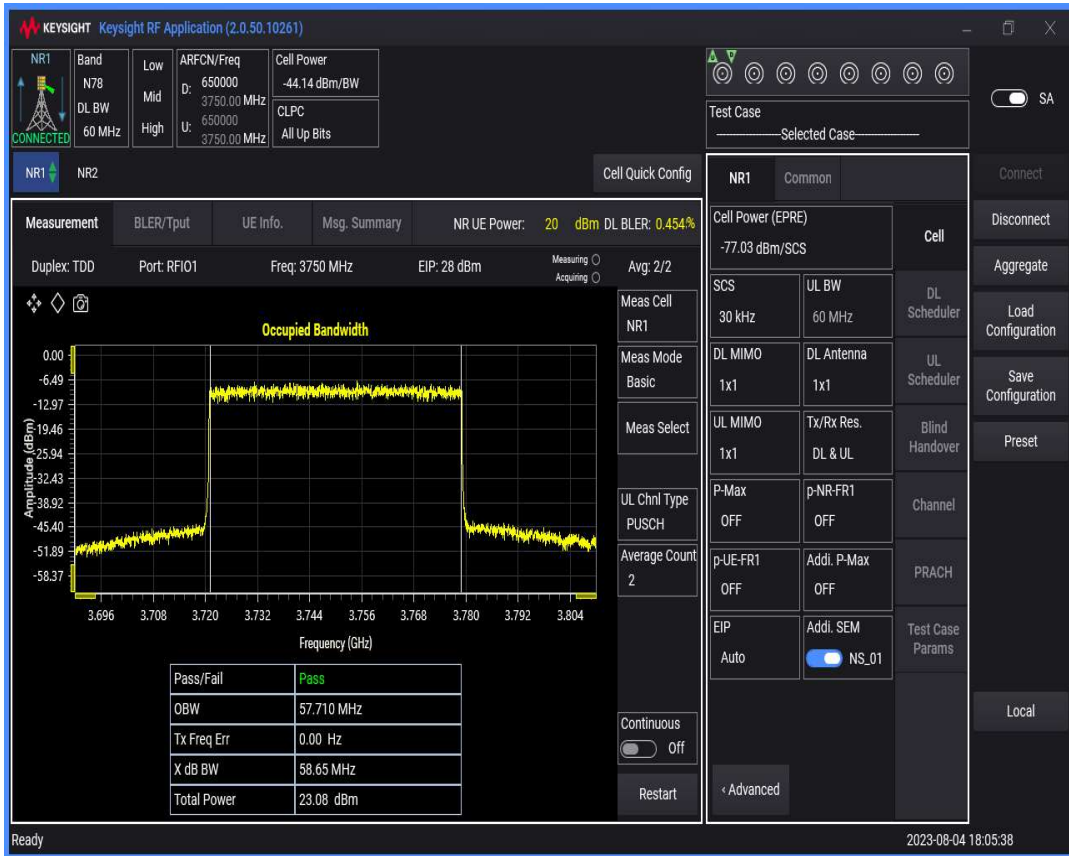 KEYSIGHT Keysight RF Application (2.0.50.10261)
NR1
CONNECTED
Band
N78
DL BW
60 MHz
Low
Mid
High
ARFCN/Freq
D: 650000
3750.00 MHz
U: 650000
3750.00 MHz
Cell Power
-44.14 dBm/BW
CLPC
All Up Bits
Test Case
Selected Case
SA
NR1
NR2
Cell Quick Config
Measurement
BLER/Tput
UE Info.
Msg. Summary
NR UE Power: 20 dBm DL BLER: 0.454%
Duplex: TDD
Port: RFIO1
Freq: 3750 MHz
EIP: 28 dBm
Measuring
Acquiring
Avg: 2/2
Occupied Bandwidth
Amplitude (dBm)
0.00
-6.49
-12.97
-19.46
-25.94
-32.43
-38.92
-45.40
-51.89
-58.37
3.696 3.708 3.720 3.732 3.744 3.756 3.768 3.780 3.792 3.804
Frequency (GHz)
Pass/Fail Pass
OBW 57.710 MHz
Tx Freq Err 0.00 Hz
X dB BW 58.65 MHz
Total Power 23.08 dBm
Meas Cell
NR1
Meas Mode
Basic
Meas Select
UL Chnl Type
PUSCH
Average Count
2
Continuous
Off
Restart
NR1
Common
Cell Power (EPRE)
-77.03 dBm/SCS
SCS
30 kHz
UL BW
60 MHz
DL MIMO
1x1
DL Antenna
1x1
UL MIMO
1x1
Tx/Rx Res.
DL & UL
P-Max
OFF
p-NR-FR1
OFF
p-UE-FR1
OFF
Addi. P-Max
OFF
EIP
Auto
Addi. SEM
NS_01
‹ Advanced
Cell
DL
Scheduler
UL
Scheduler
Blind
Handover
Channel
PRACH
Test Case
Params
Connect
Disconnect
Aggregate
Load
Configuration
Save
Configuration
Preset
Local
Ready
2023-08-04 18:05:38